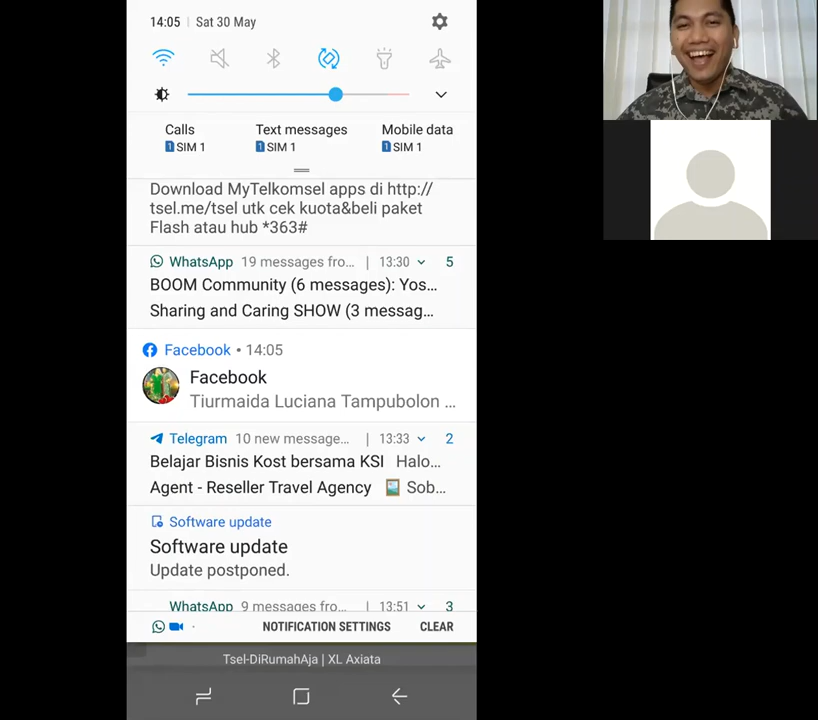 14:05 | Sat 30 May
Calls
Text messages
Mobile data
1 SIM 1
1 SIM 1
1 SIM 1
Download MyTelkomsel apps di http://
tsel.me/tsel utk cek kuota&beli paket
Flash atau hub *363#
WhatsApp 19 messages fro... | 13:30 5
BOOM Community (6 messages): Yos...
Sharing and Caring SHOW (3 messag...
Facebook • 14:05
Facebook
Tiurmaida Luciana Tampubolon ...
Telegram 10 new message... | 13:33 2
Belajar Bisnis Kost bersama KSI Halo...
Agent - Reseller Travel Agency Sob...
Software update
Software update
Update postponed.
WhatsApp 9 messages fro... | 13:51 3
NOTIFICATION SETTINGS CLEAR
Tsel-DiRumahAja | XL Axiata